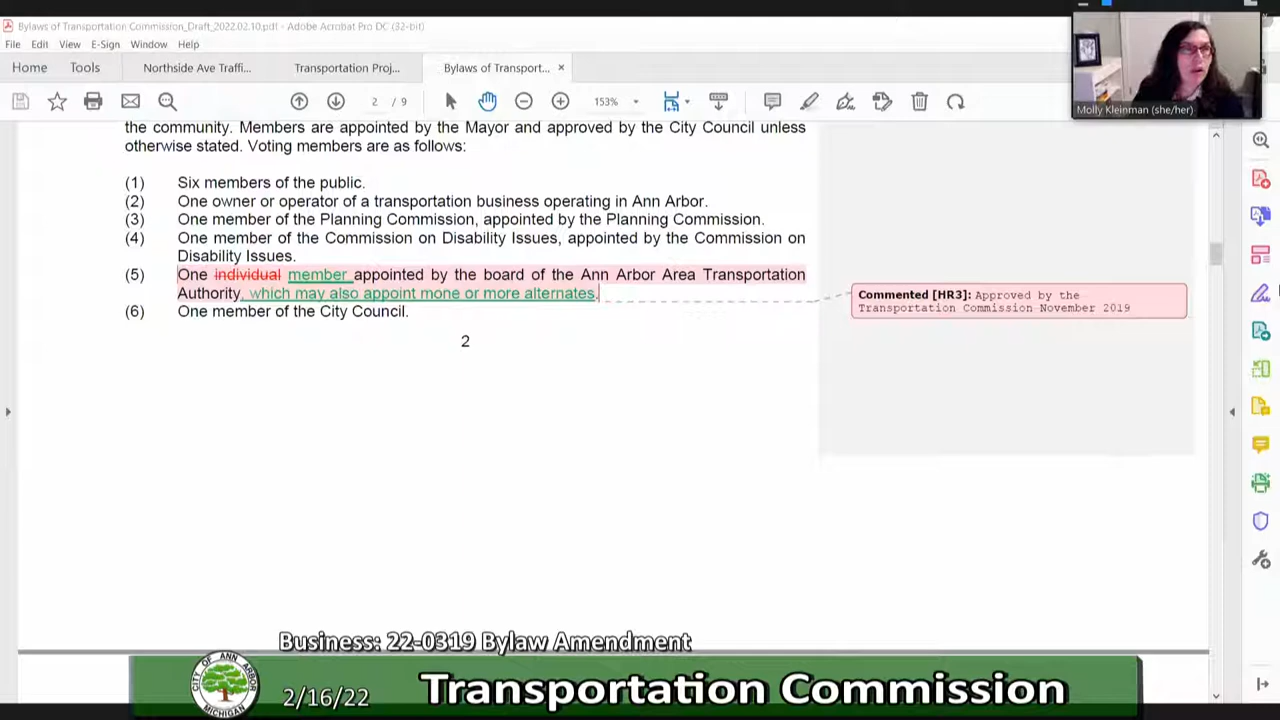 Bylaws of Transportation Commission_Draft_2022.02.10.pdf - Adobe Acrobat Pro DC (32-bit)
File Edit View E-Sign Window Help
Home Tools Northside Ave Traffi... Transportation Proj... Bylaws of Transport... ×
2 / 9 153%
Molly Kleinman (she/her)
the community. Members are appointed by the Mayor and approved by the City Council unless
otherwise stated. Voting members are as follows:
(1) Six members of the public.
(2) One owner or operator of a transportation business operating in Ann Arbor.
(3) One member of the Planning Commission, appointed by the Planning Commission.
(4) One member of the Commission on Disability Issues, appointed by the Commission on
Disability Issues.
(5) One individual member appointed by the board of the Ann Arbor Area Transportation
Authority, which may also appoint mone or more alternates.
(6) One member of the City Council.
2
Commented [HR3]: Approved by the
Transportation Commission November 2019
Business: 22-0319 Bylaw Amendment
CITY OF ANN ARBOR
MICHIGAN
2/16/22
Transportation Commission